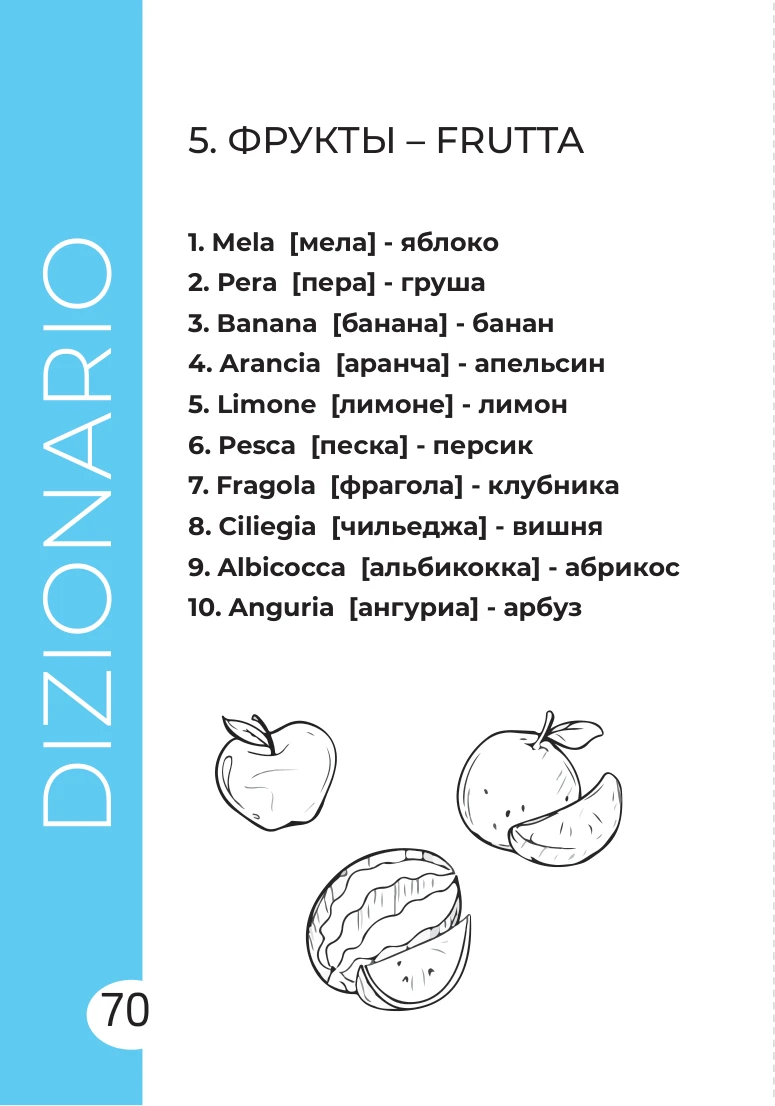 DIZIONARIO
5. ФРУКТЫ – FRUTTA
1. Mela [мела] - яблоко
2. Pera [пера] - груша
3. Banana [банана] - банан
4. Arancia [аранча] - апельсин
5. Limone [лимоне] - лимон
6. Pesca [песка] - персик
7. Fragola [фрагола] - клубника
8. Ciliegia [чильеджа] - вишня
9. Albicocca [альбикокка] - абрикос
10. Anguria [ангуриа] - арбуз
70